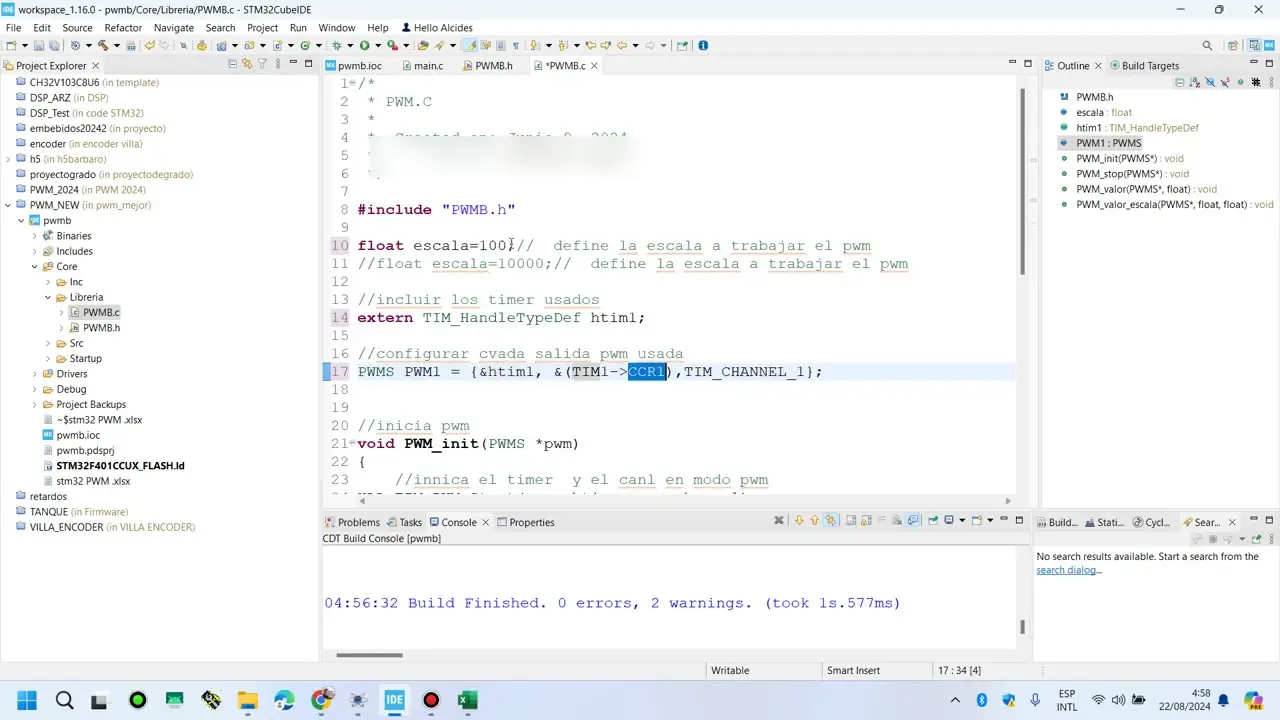 workspace_1.16.0 - pwmb/Core/Libreria/PWMB.c - STM32CubeIDE
File Edit Source Refactor Navigate Search Project Run Window Help Hello Alcides
Project Explorer
CH32V103C8U6 (in template)
DSP_ARZ (in DSP)
DSP_Test (in code STM32)
embebidos20242 (in proyecto)
encoder (in encoder villa)
h5 (in h5barbaro)
proyectogrado (in proyectodegrado)
PWM_2024 (in PWM 2024)
PWM_NEW (in pwm_mejor)
pwmb
Binaries
Includes
Core
Inc
Libreria
PWMB.c
PWMB.h
Src
Startup
Drivers
Debug
Project Backups
~$stm32 PWM .xlsx
pwmb.ioc
pwmb.pdsprj
STM32F401CCUX_FLASH.ld
stm32 PWM .xlsx
retardos
TANQUE (in Firmware)
VILLA_ENCODER (in VILLA ENCODER)
pwmb.ioc main.c PWMB.h *PWMB.c
1 /*
2 * PWM.C
3 *
4
5
6
7
8 #include "PWMB.h"
9
10 float escala=100;// define la escala a trabajar el pwm
11 //float escala=10000;// define la escala a trabajar el pwm
12
13 //incluir los timer usados
14 extern TIM_HandleTypeDef htim1;
15
16 //configurar cvada salida pwm usada
17 PWMS PWM1 = {&htim1, &(TIM1->CCR1),TIM_CHANNEL_1};
18
19
20 //inicia pwm
21 void PWM_init(PWMS *pwm)
22 {
23 //innica el timer y el canl en modo pwm
Outline Build Targets
PWMB.h
escala : float
htim1 : TIM_HandleTypeDef
PWM1 : PWMS
PWM_init(PWMS*) : void
PWM_stop(PWMS*) : void
PWM_valor(PWMS*, float) : void
PWM_valor_escala(PWMS*, float, float) : void
Problems Tasks Console Properties
CDT Build Console [pwmb]
04:56:32 Build Finished. 0 errors, 2 warnings. (took 1s.577ms)
Build... Stati... Cycl... Sear...
No search results available. Start a search from the
search dialog...
Writable Smart Insert 17 : 34 [4]
IDE
ESP
INTL
4:58
22/08/2024